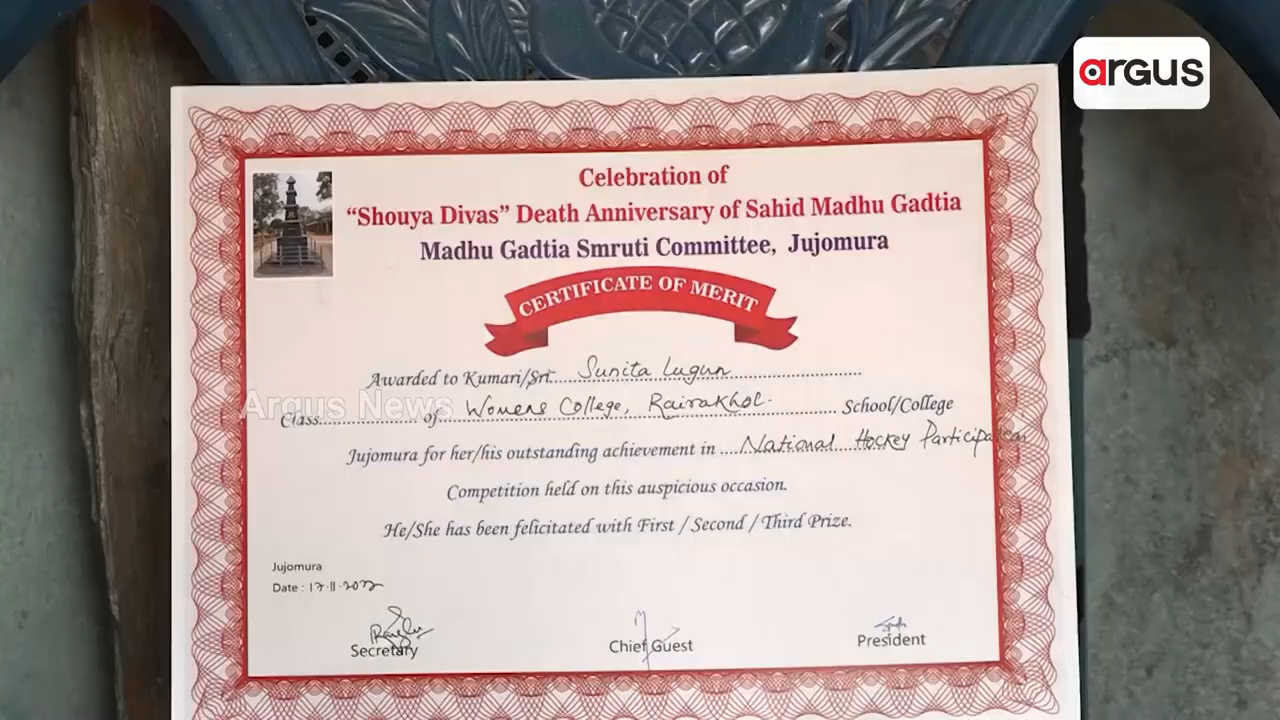 argus
Celebration of
“Shouya Divas” Death Anniversary of Sahid Madhu Gadtia
Madhu Gadtia Smruti Committee, Jujomura
CERTIFICATE OF MERIT
Awarded to Kumari/Sri... Sunita Lugun
Argus News
Class.................. of... Womens College, Rairakhol. School/College
Jujomura for her/his outstanding achievement in .... National Hockey Participation
Competition held on this auspicious occasion.
He/She has been felicitated with First / Second / Third Prize.
Jujomura
Date : 17.11.2022
Secretary
Chief Guest
President